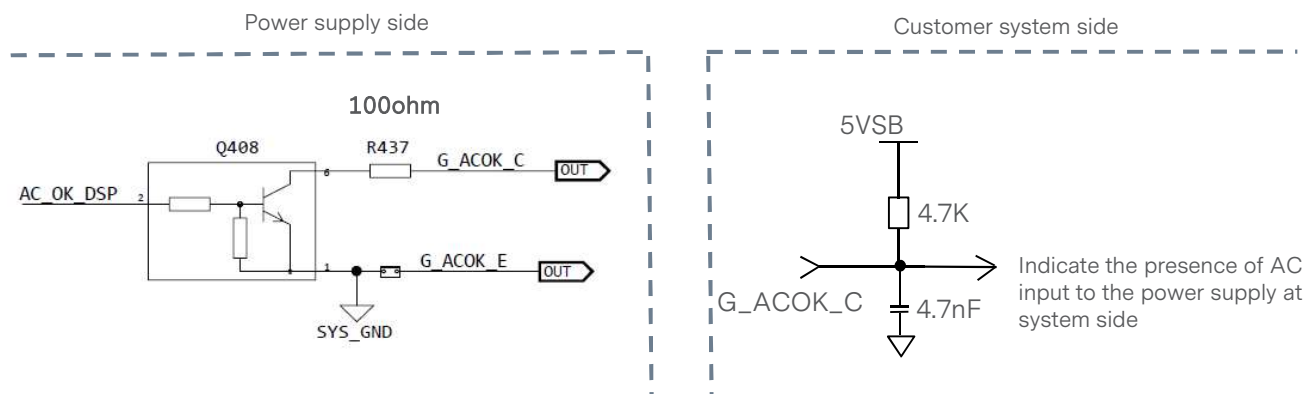 Power supply side
Customer system side
100ohm
Q408
R437
G_ACOK_C
OUT
6
AC_OK_DSP
2
1
G_ACOK_E
OUT
SYS_GND
5VSB
4.7K
G_ACOK_C
4.7nF
Indicate the presence of AC
input to the power supply at
system side